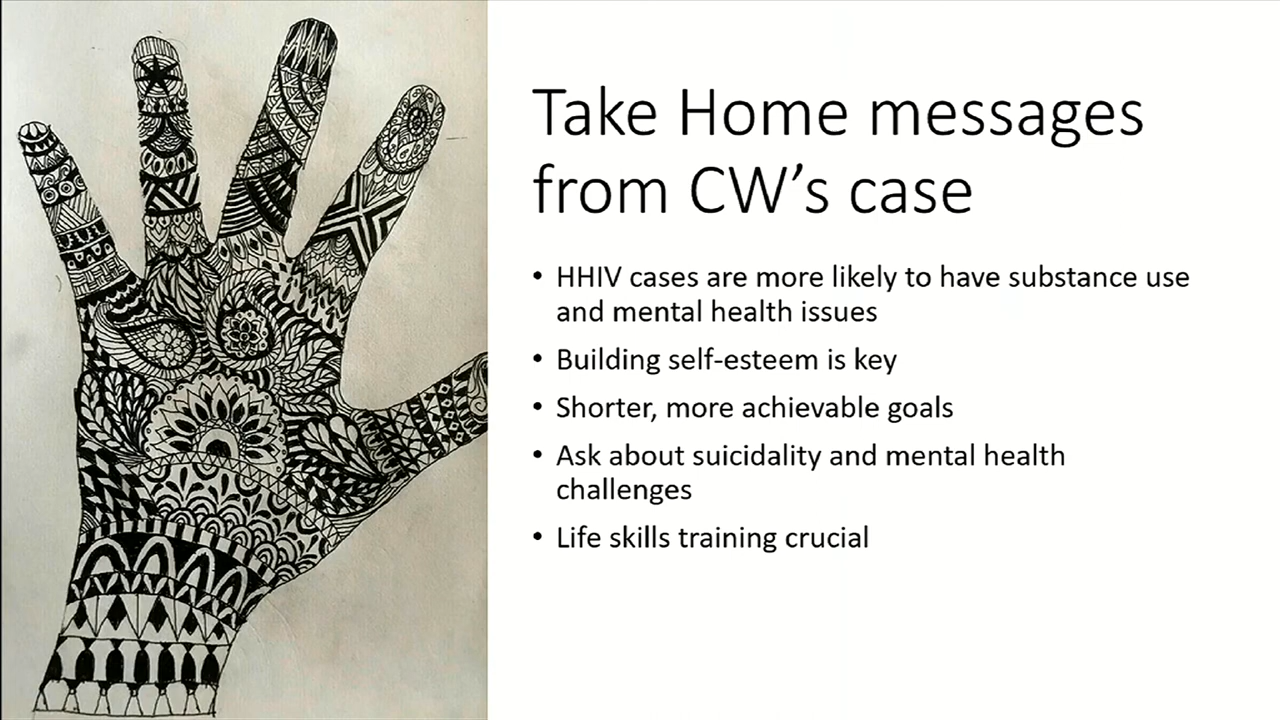 Take Home messages
from CW’s case
• HHIV cases are more likely to have substance use
and mental health issues
• Building self-esteem is key
• Shorter, more achievable goals
• Ask about suicidality and mental health
challenges
• Life skills training crucial